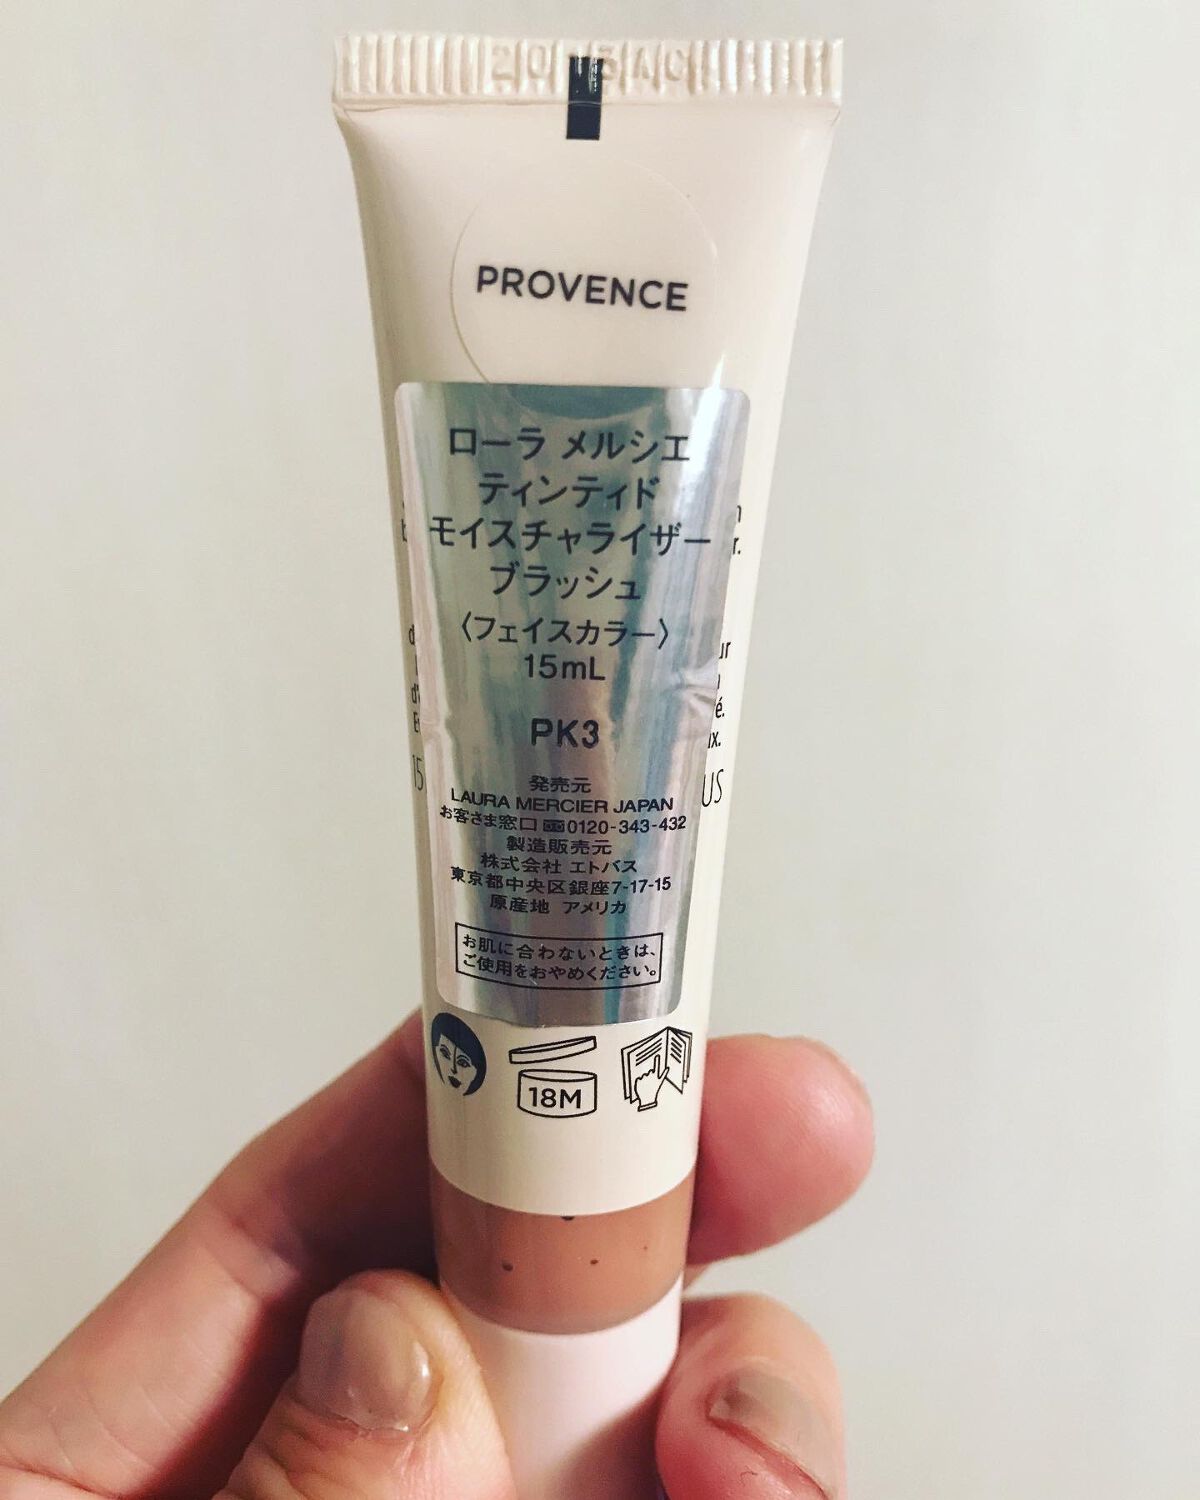 PROVENCE
ローラ メルシエ
ティンティド
モイスチャライザー
ブラッシュ
〈フェイスカラー〉
15mL
PK3
発売元
LAURA MERCIER JAPAN
お客さま窓口 0120-343-432
製造販売元
株式会社 エトバス
東京都中央区銀座7-17-15
原産地 アメリカ
お肌に合わないときは、
ご使用をおやめください。
18M